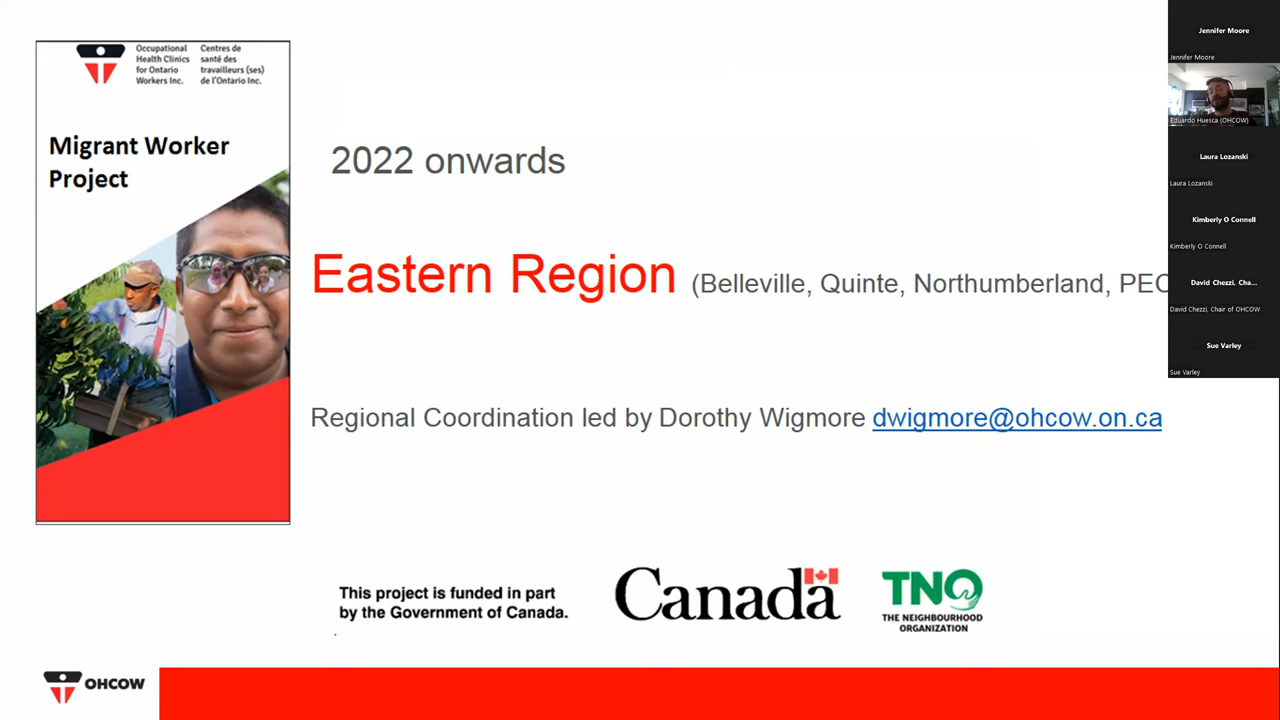 Occupational
Health Clinics
for Ontario
Workers Inc.
Centres de
santé des
travailleurs (ses)
de l'Ontario Inc.
Migrant Worker
Project
2022 onwards
Eastern Region (Belleville, Quinte, Northumberland, PEC
Regional Coordination led by Dorothy Wigmore dwigmore@ohcow.on.ca
This project is funded in part
by the Government of Canada.
Canada
TNO
THE NEIGHBOURHOOD
ORGANIZATION
OHCOW
Jennifer Moore
Jennifer Moore
Eduardo Huesca (OHCOW)
Laura Lozanski
Laura Lozanski
Kimberly O Connell
Kimberly O Connell
David Chezzi, Cha...
David Chezzi, Chair of OHCOW
Sue Varley
Sue Varley